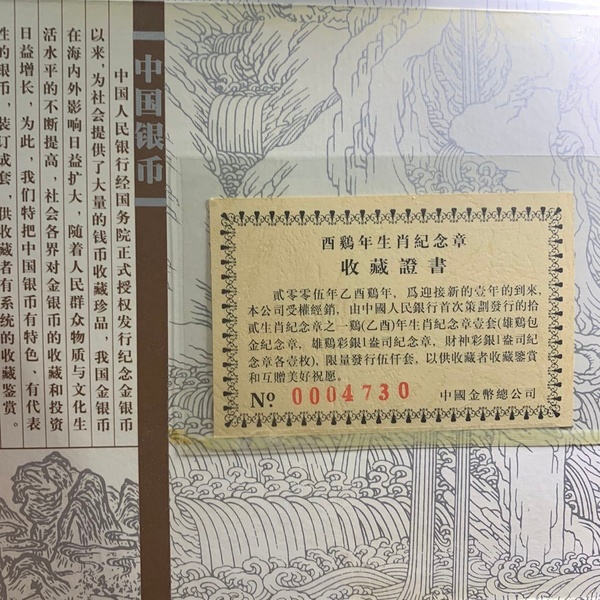 中国银币
中国人民银行经国务院正式授权发行纪念金银币
以来,为社会提供了大量的钱币收藏珍品,我国金银币
在海内外影响日益扩大,随着人民群众物质与文化生
活水平的不断提高,社会各界对金银币的收藏和投资
日益增长,为此,我们特把中国银币有特色、有代表
性的银币,装订成套,供收藏者有系统的收藏鉴赏。
酉鷄年生肖紀念章
收藏證書
貳零零伍年乙酉鷄年,爲迎接新的壹年的到來,
本公司受權經銷,由中國人民銀行首次策劃發行的拾
貳生肖紀念章之一鷄(乙酉)年生肖紀念章壹套(雄鷄包
金紀念章,雄鷄彩銀1盎司紀念章,財神彩銀1盎司紀
念章各壹枚),限量發行伍仟套,以供收藏者收藏鑒賞
和互贈美好祝愿。
№ 0004730 中國金幣總公司